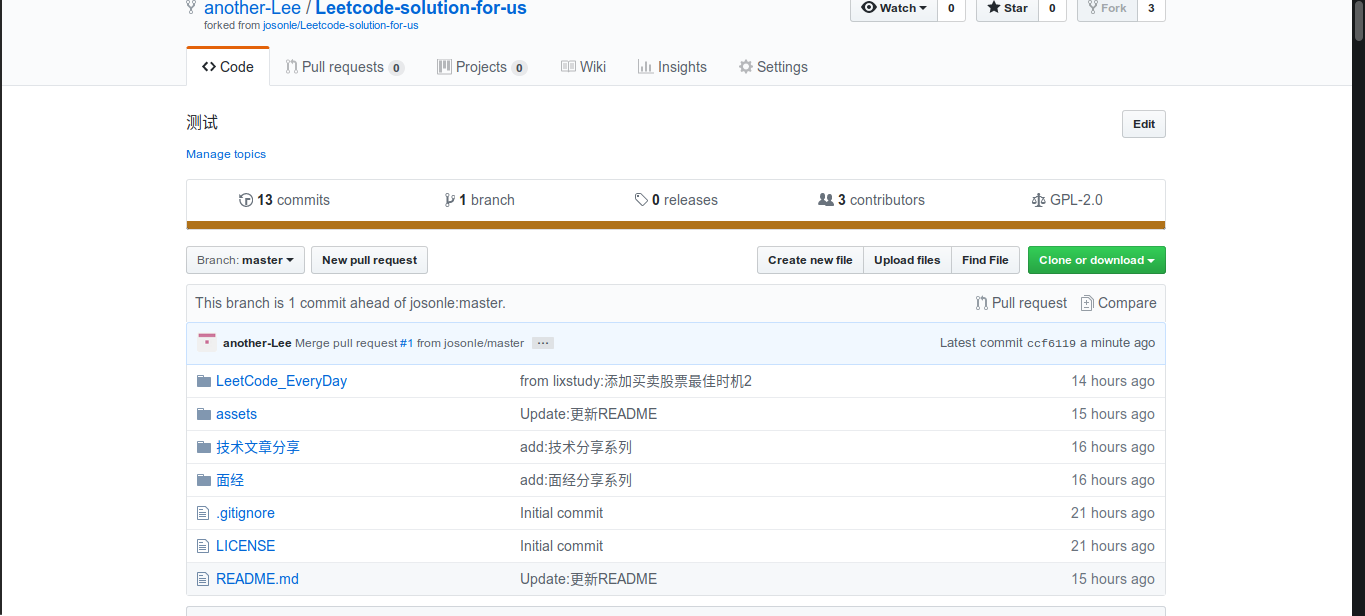 another-Lee / Leetcode-solution-for-us
Watch 0 Star 0 Fork 3
forked from josonle/Leetcode-solution-for-us
Code Pull requests 0 Projects 0 Wiki Insights Settings
测试
Edit
Manage topics
13 commits 1 branch 0 releases 3 contributors GPL-2.0
Branch: master New pull request Create new file Upload files Find File Clone or download
This branch is 1 commit ahead of josonle:master. Pull request Compare
another-Lee Merge pull request #1 from josonle/master ... Latest commit ccf6119 a minute ago
LeetCode_EveryDay from lixstudy:添加买卖股票最佳时机2 14 hours ago
assets Update:更新README 15 hours ago
技术文章分享 add:技术分享系列 16 hours ago
面经 add:面经分享系列 16 hours ago
.gitignore Initial commit 21 hours ago
LICENSE Initial commit 21 hours ago
README.md Update:更新README 15 hours ago